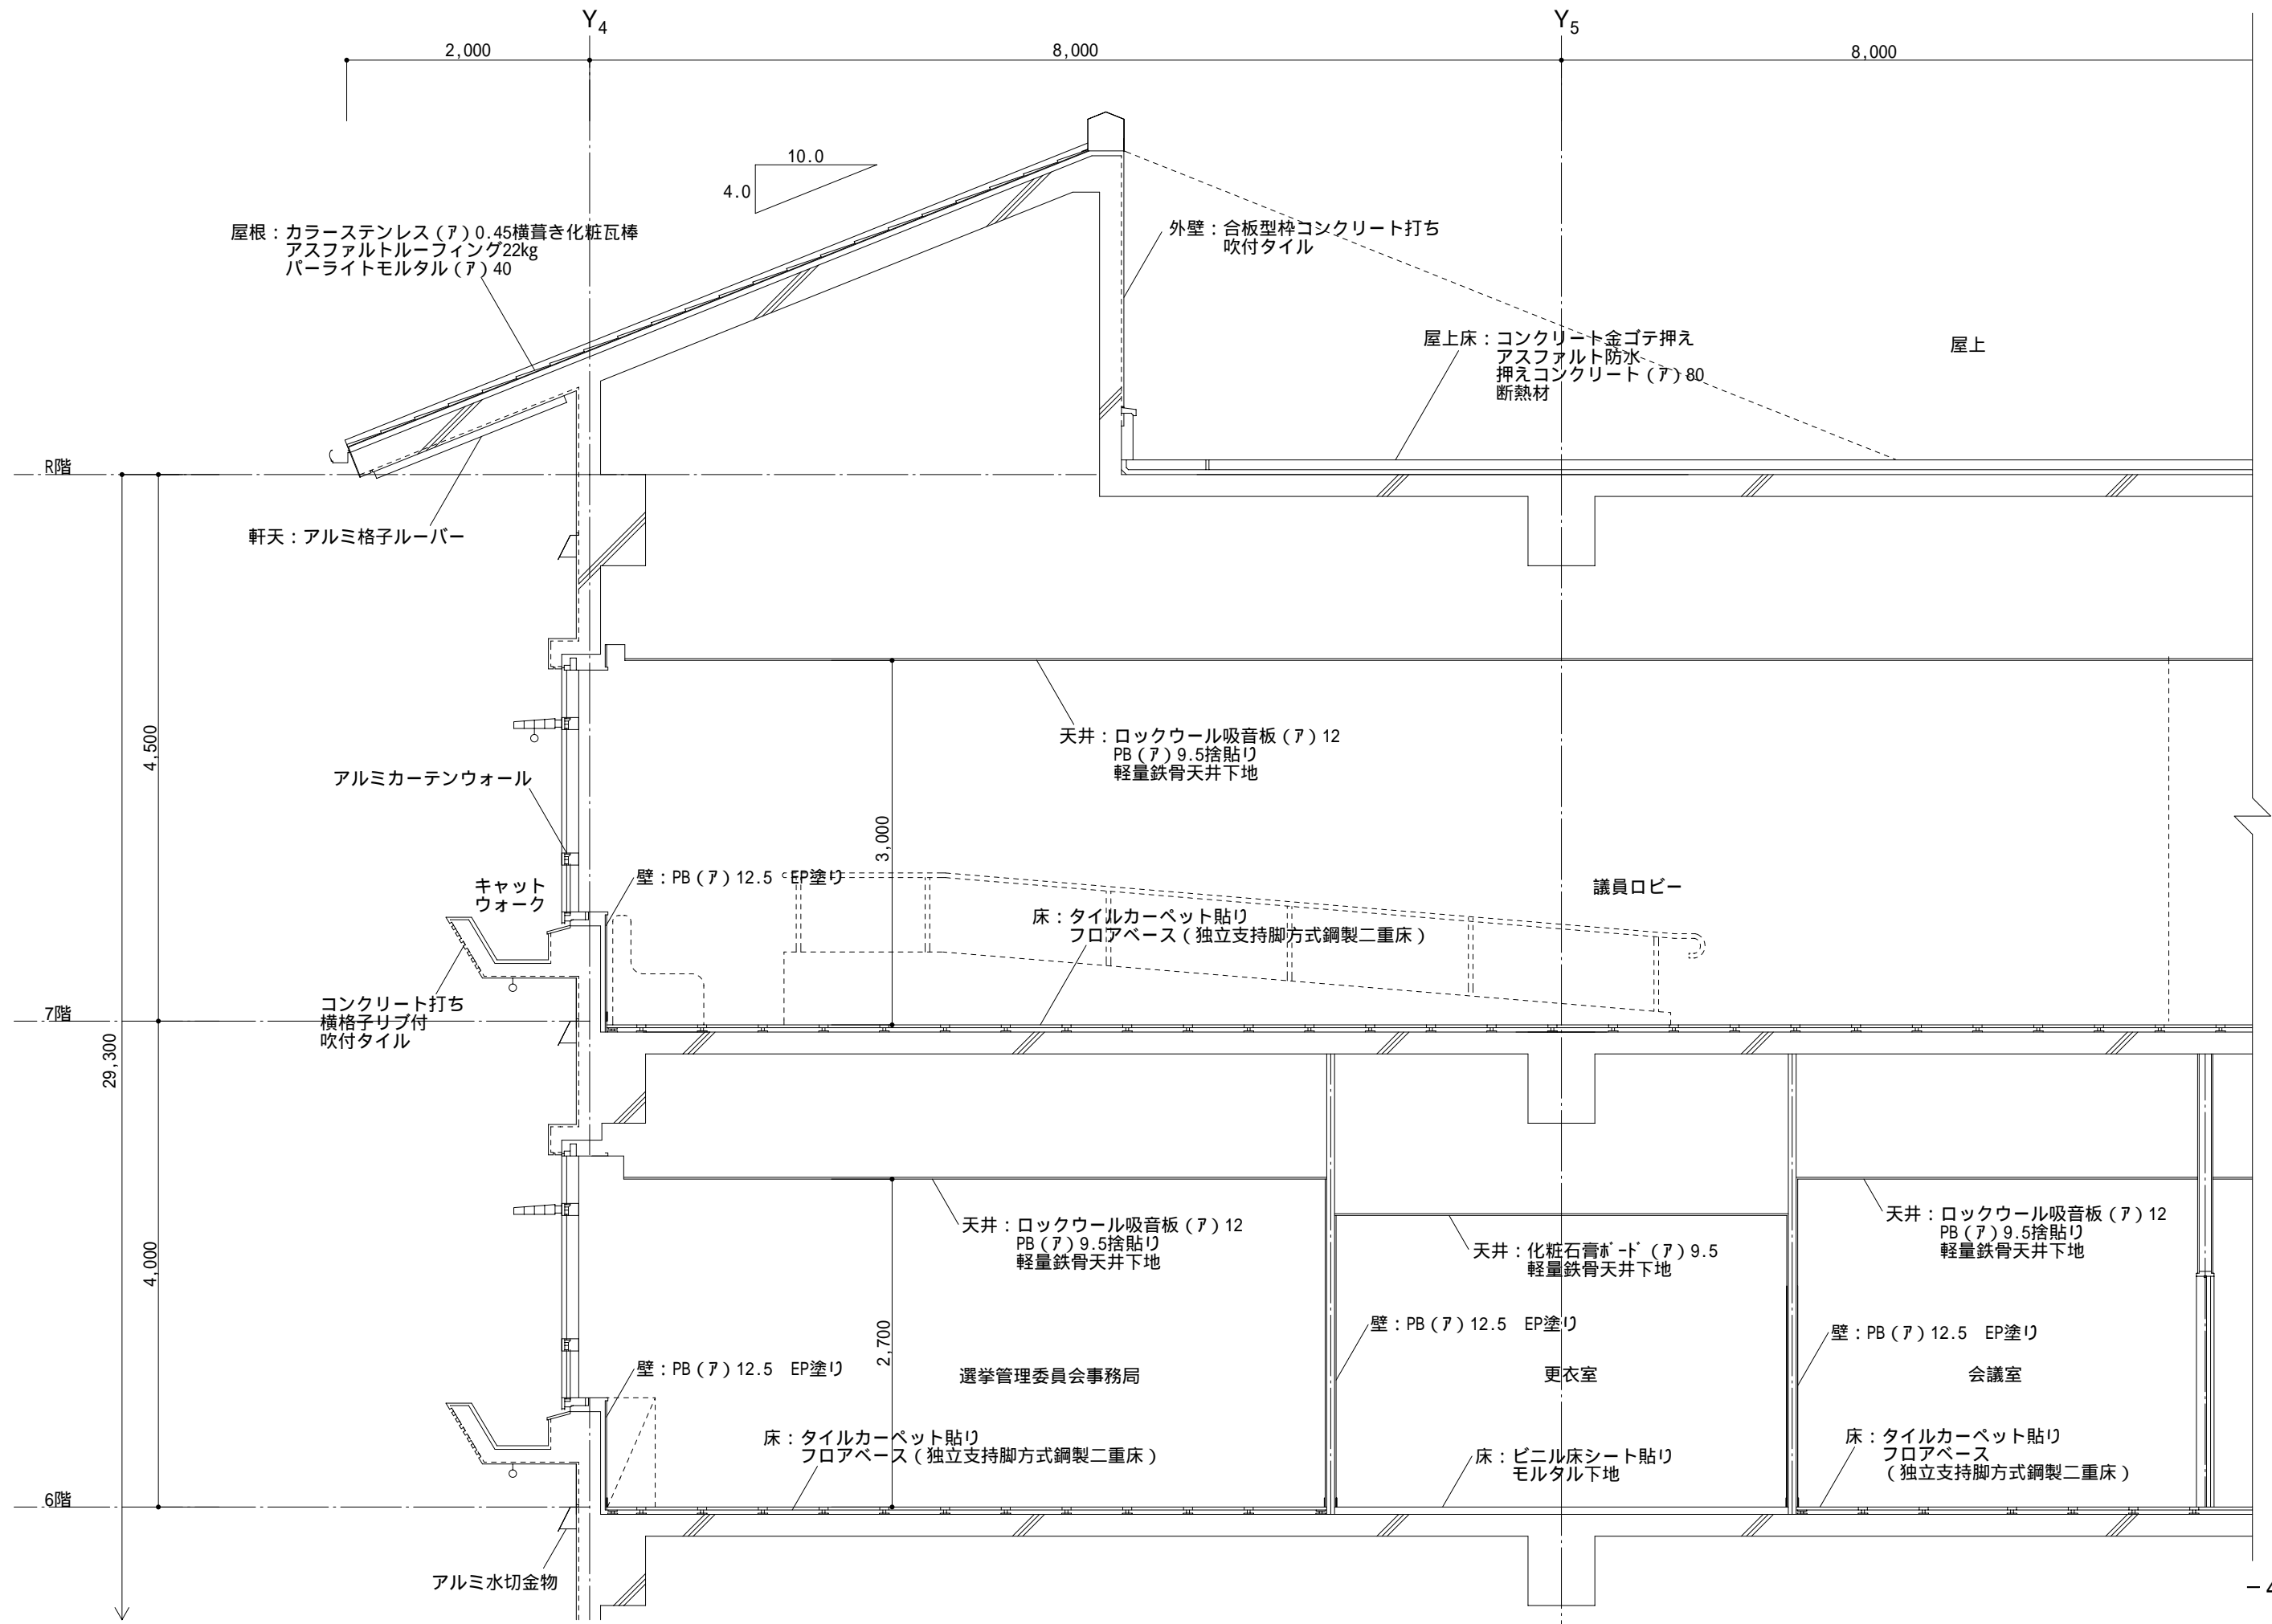 Y4
Y5
2,000
8,000
8,000
10.0
4.0
屋根：カラーステンレス（ｱ）0.45横葺き化粧瓦棒
アスファルトルーフィング22kg
パーライトモルタル（ｱ）40
外壁：合板型枠コンクリート打ち
吹付タイル
屋上床：コンクリート金ゴテ押え
アスファルト防水
押えコンクリート（ｱ）80
断熱材
屋上
R階
軒天：アルミ格子ルーバー
4,500
アルミカーテンウォール
天井：ロックウール吸音板（ｱ）12
PB（ｱ）9.5捨貼り
軽量鉄骨天井下地
3,000
キャット
ウォーク
壁：PB（ｱ）12.5　EP塗り
議員ロビー
床：タイルカーペット貼り
フロアベース（独立支持脚方式鋼製二重床）
コンクリート打ち
横格子リブ付
吹付タイル
7階
29,300
4,000
天井：ロックウール吸音板（ｱ）12
PB（ｱ）9.5捨貼り
軽量鉄骨天井下地
天井：化粧石膏ﾎﾞｰﾄﾞ（ｱ）9.5
軽量鉄骨天井下地
天井：ロックウール吸音板（ｱ）12
PB（ｱ）9.5捨貼り
軽量鉄骨天井下地
2,700
壁：PB（ｱ）12.5　EP塗り
壁：PB（ｱ）12.5　EP塗り
壁：PB（ｱ）12.5　EP塗り
選挙管理委員会事務局
更衣室
会議室
床：タイルカーペット貼り
フロアベース（独立支持脚方式鋼製二重床）
床：ビニル床シート貼り
モルタル下地
床：タイルカーペット貼り
フロアベース
（独立支持脚方式鋼製二重床）
6階
アルミ水切金物